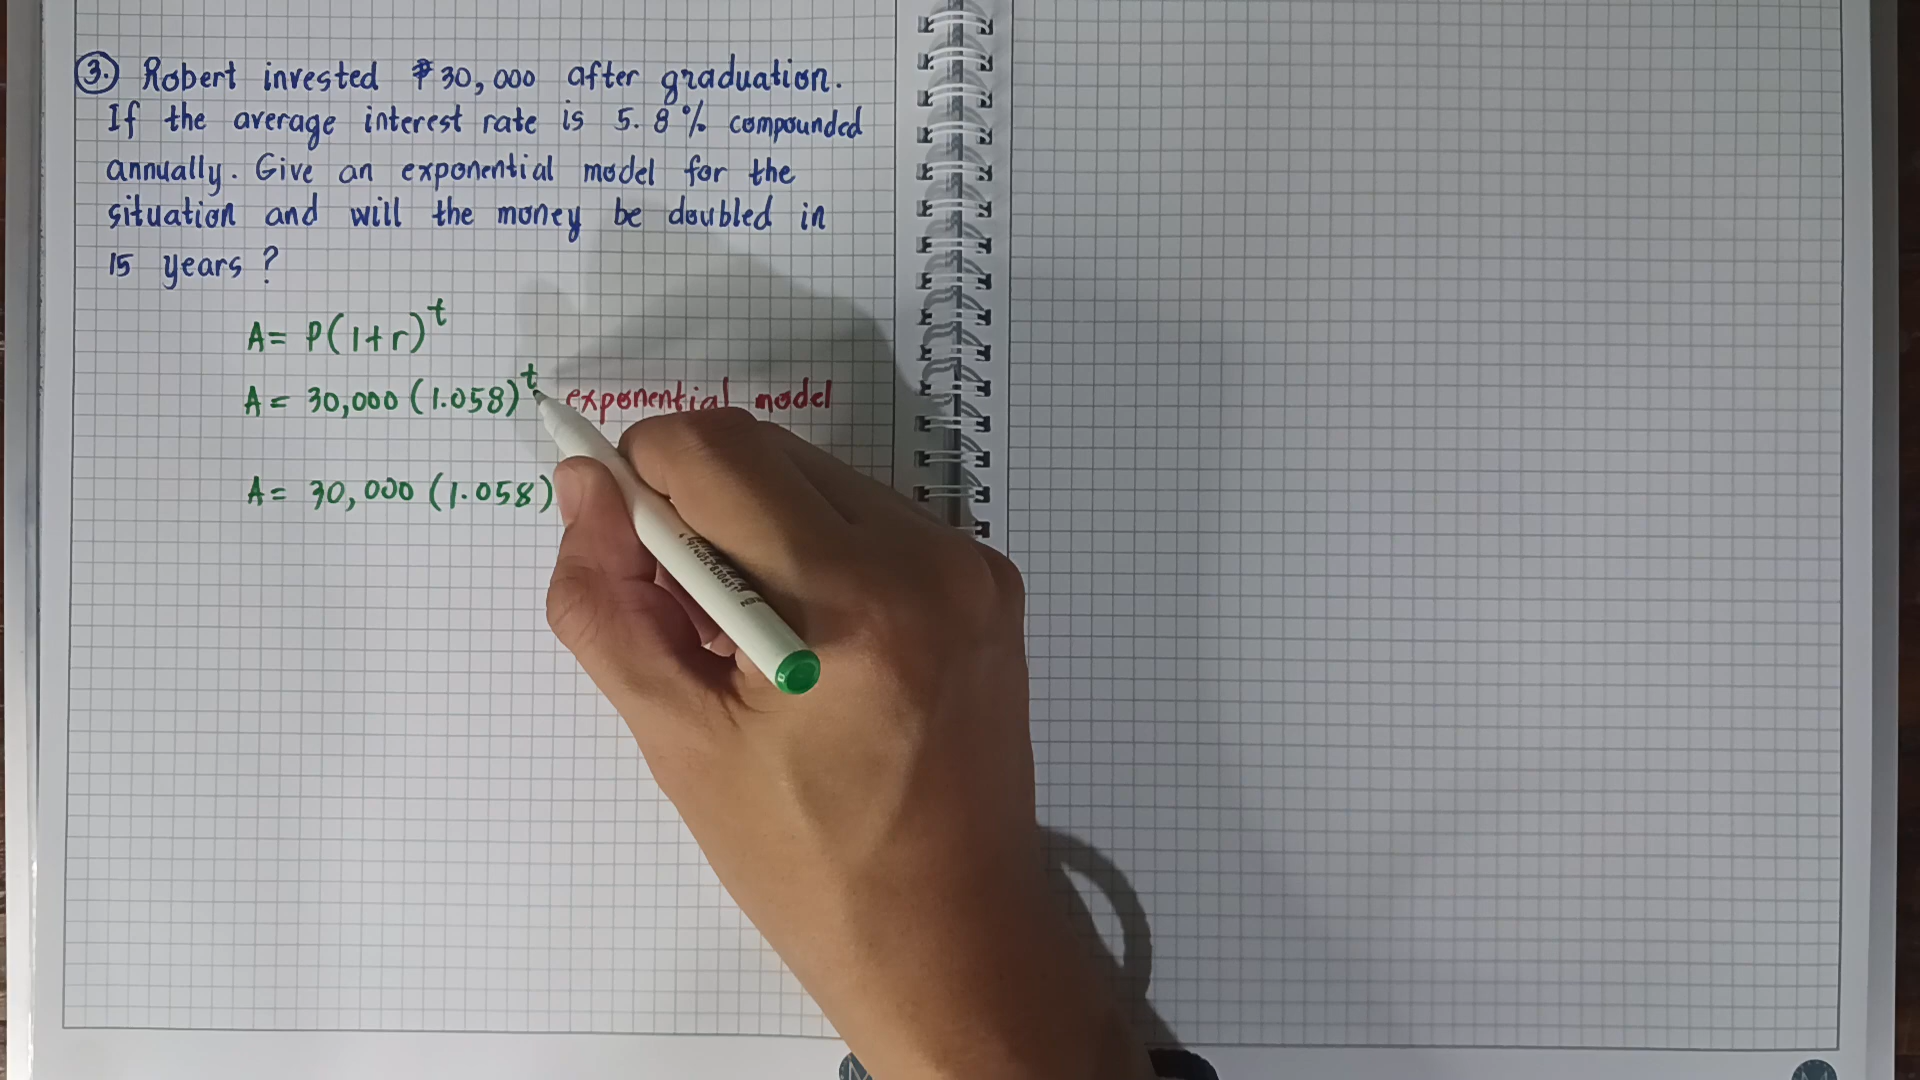 3. Robert invested ₱30,000 after graduation.
If the average interest rate is 5.8% compounded
annually. Give an exponential model for the
situation and will the money be doubled in
15 years?
A= P(1+r)^t
A= 30,000 (1.058)^t exponential model
A= 30,000 (1.058)